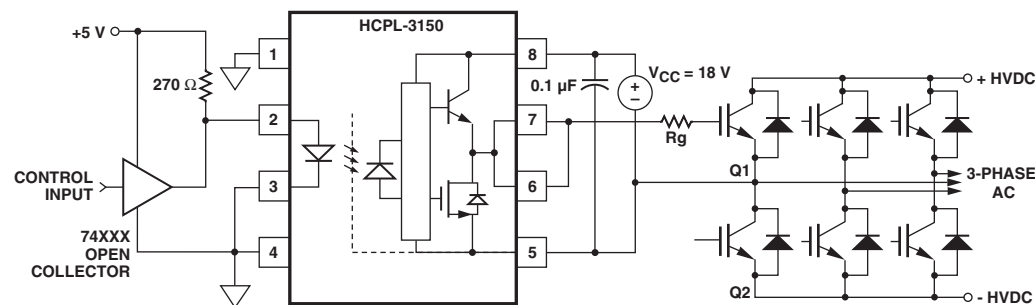 HCPL-3150
+5 V
1
8
+ HVDC
270 Ω
0.1 µF
VCC = 18 V
+
–
2
7
Rg
CONTROL
INPUT
3
6
Q1
3-PHASE
AC
74XXX
OPEN
COLLECTOR
4
5
Q2
- HVDC